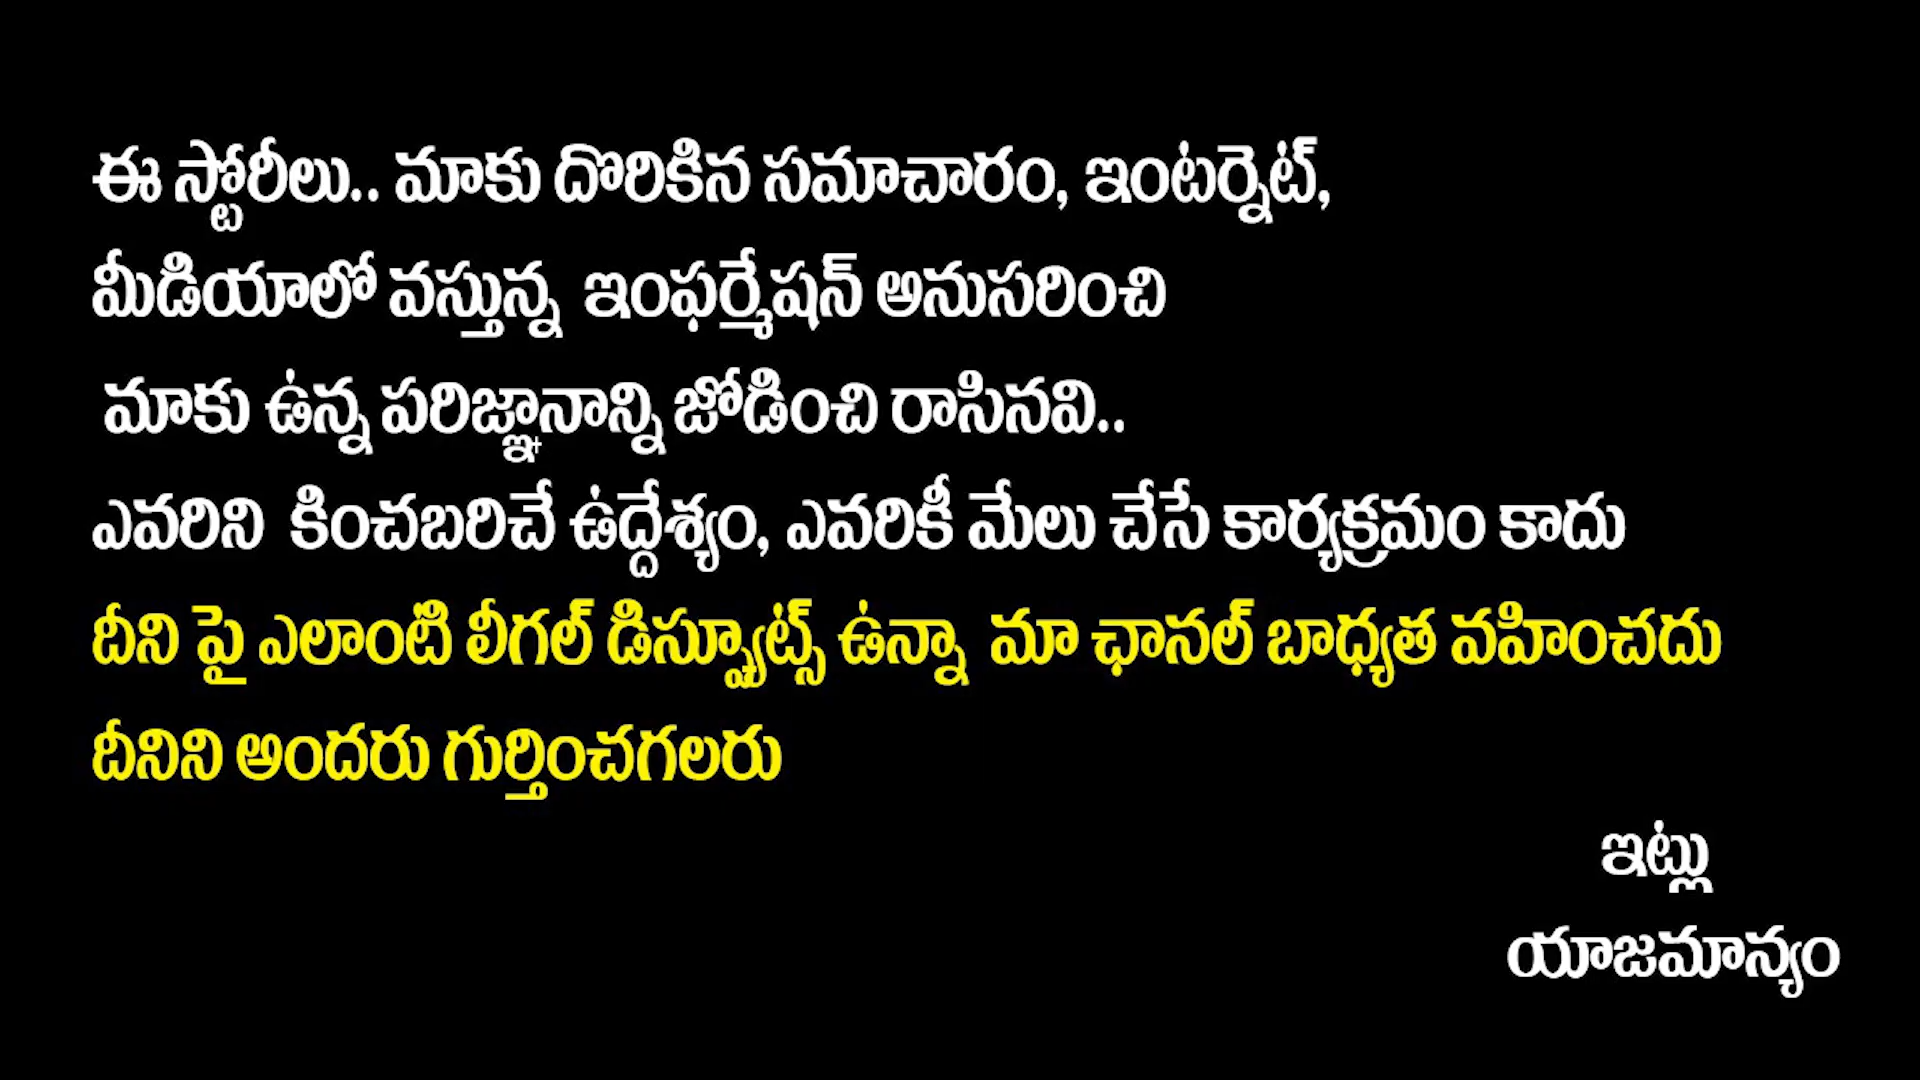 ఈ స్టోరీలు.. మాకు దొరికిన సమాచారం, ఇంటర్నెట్,
మీడియాలో వస్తున్న ఇంఫర్మేషన్ అనుసరించి
మాకు ఉన్న పరిజ్ఞానాన్ని జోడించి రాసినవి..
ఎవరిని కించబరిచే ఉద్దేశ్యం, ఎవరికీ మేలు చేసే కార్యక్రమం కాదు
దీని పై ఎలాంటి లీగల్ డిస్ప్యూట్స్ ఉన్నా మా ఛానల్ బాధ్యత వహించదు
దీనిని అందరు గుర్తించగలరు
ఇట్లు
యాజమాన్యం